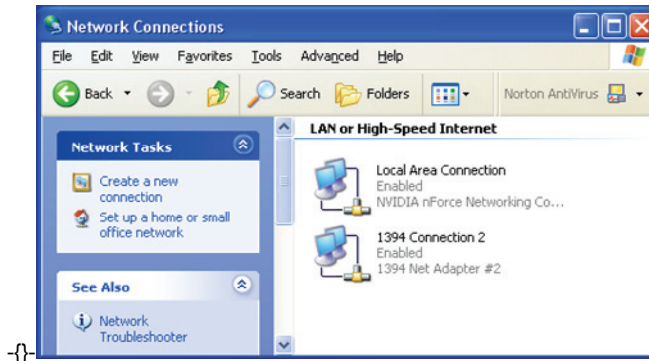 Network Connections
File Edit View Favorites Tools Advanced Help
Back Search Folders Norton AntiVirus
LAN or High-Speed Internet
Network Tasks
Create a new
connection
Set up a home or small
office network
See Also
Network
Troubleshooter
Local Area Connection
Enabled
NVIDIA nForce Networking Co...
1394 Connection 2
Enabled
1394 Net Adapter #2
-{}-